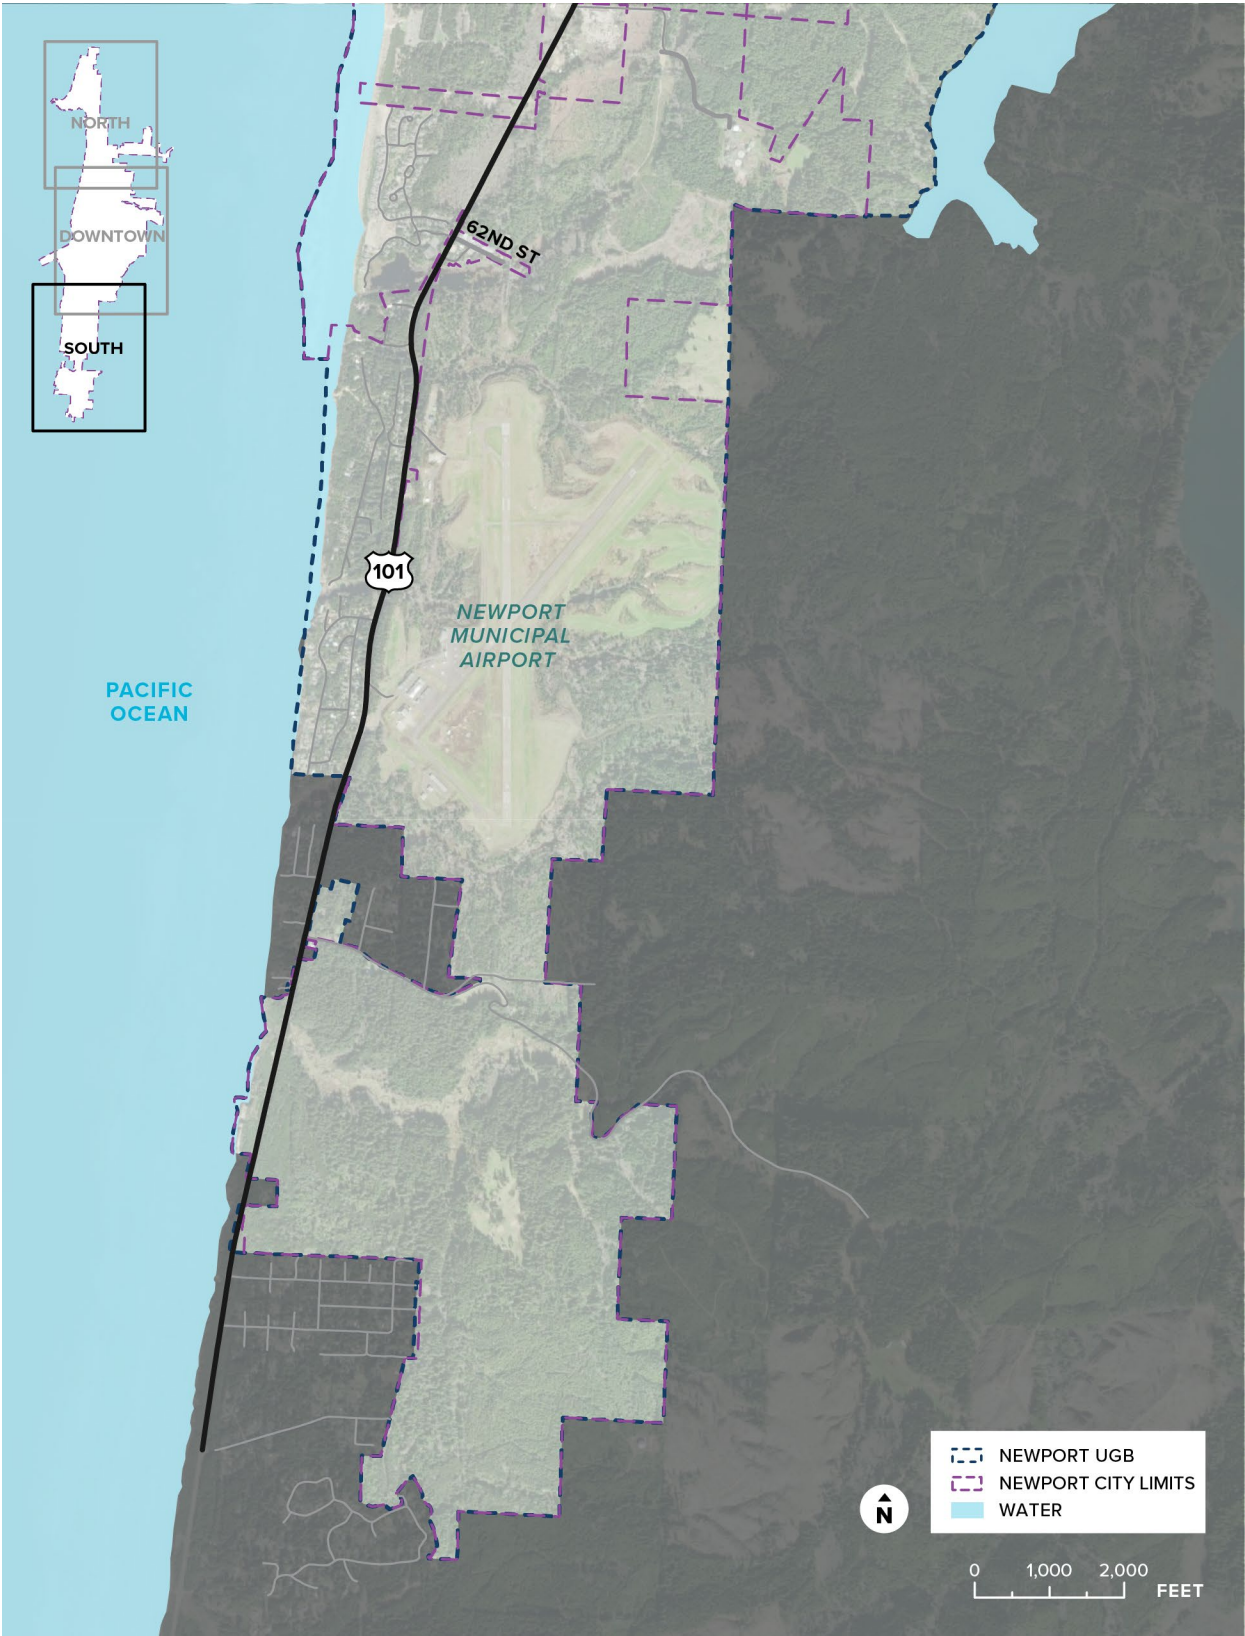 NORTH
DOWNTOWN
SOUTH
62ND ST
101
NEWPORT
MUNICIPAL
AIRPORT
PACIFIC
OCEAN
NEWPORT UGB
NEWPORT CITY LIMITS
WATER
N
0 1,000 2,000
FEET